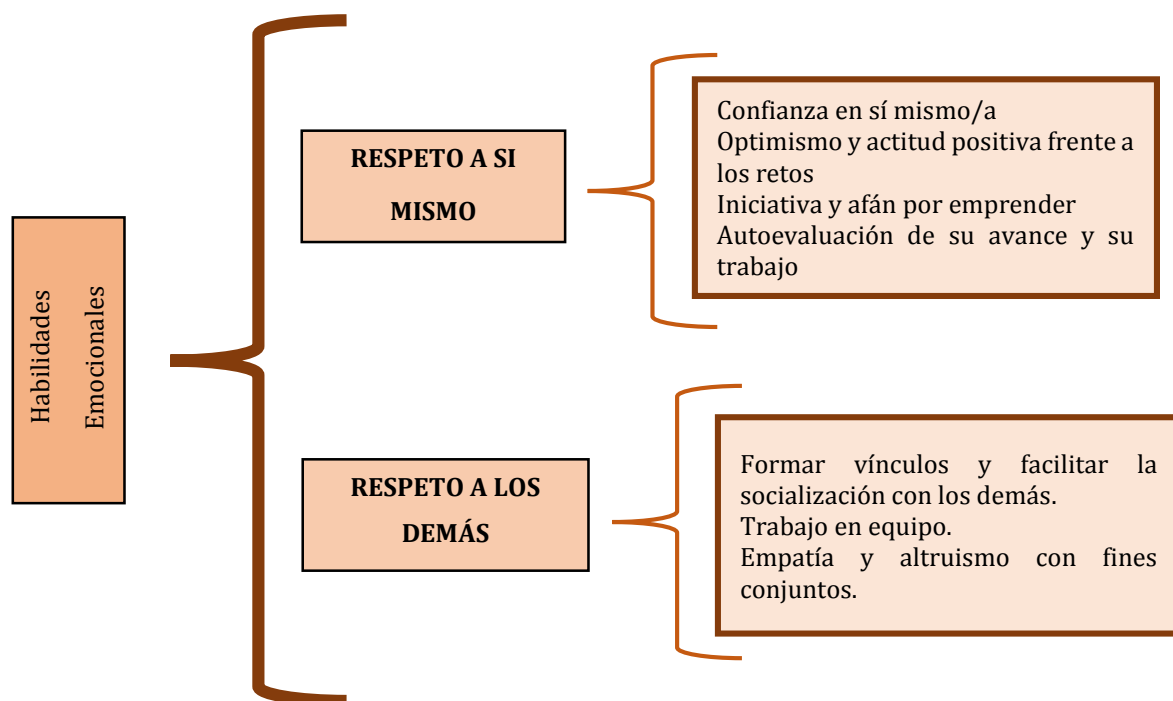 Habilidades
Emocionales
RESPETO A SI
MISMO
Confianza en sí mismo/a
Optimismo y actitud positiva frente a
los retos
Iniciativa y afán por emprender
Autoevaluación de su avance y su
trabajo
RESPETO A LOS
DEMÁS
Formar vínculos y facilitar la
socialización con los demás.
Trabajo en equipo.
Empatía y altruismo con fines
conjuntos.